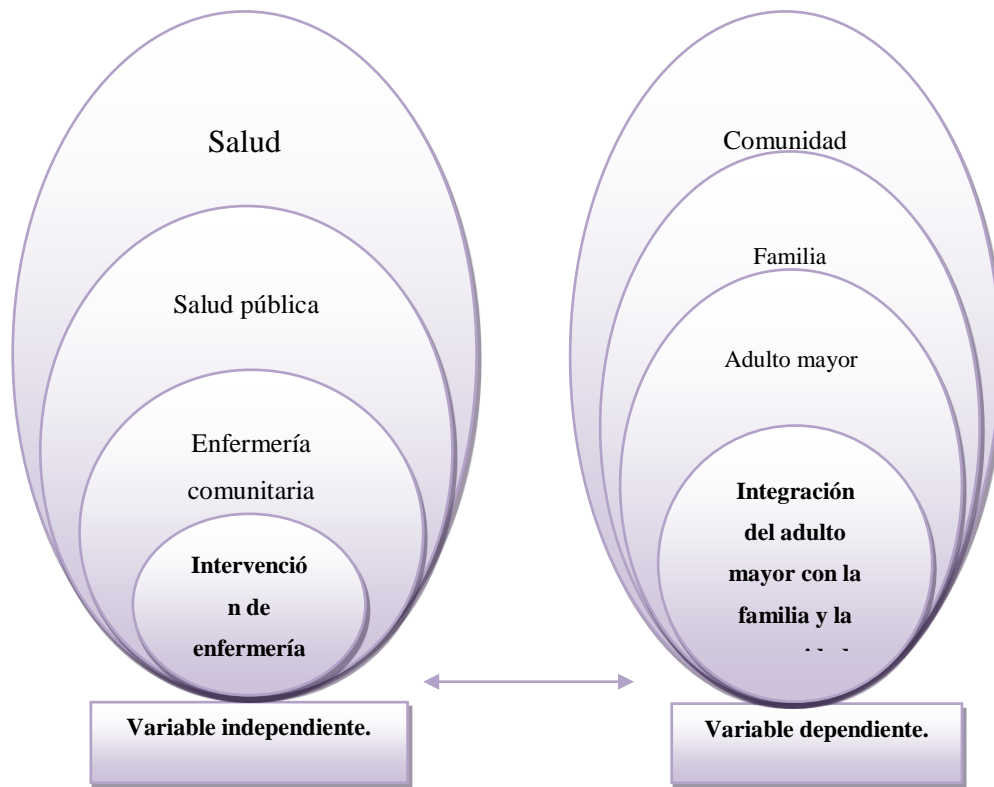 Salud
Salud pública
Enfermería
comunitaria
Intervenció
n de
enfermería
Variable independiente.
Comunidad
Familia
Adulto mayor
Integración
del adulto
mayor con la
familia y la
Variable dependiente.